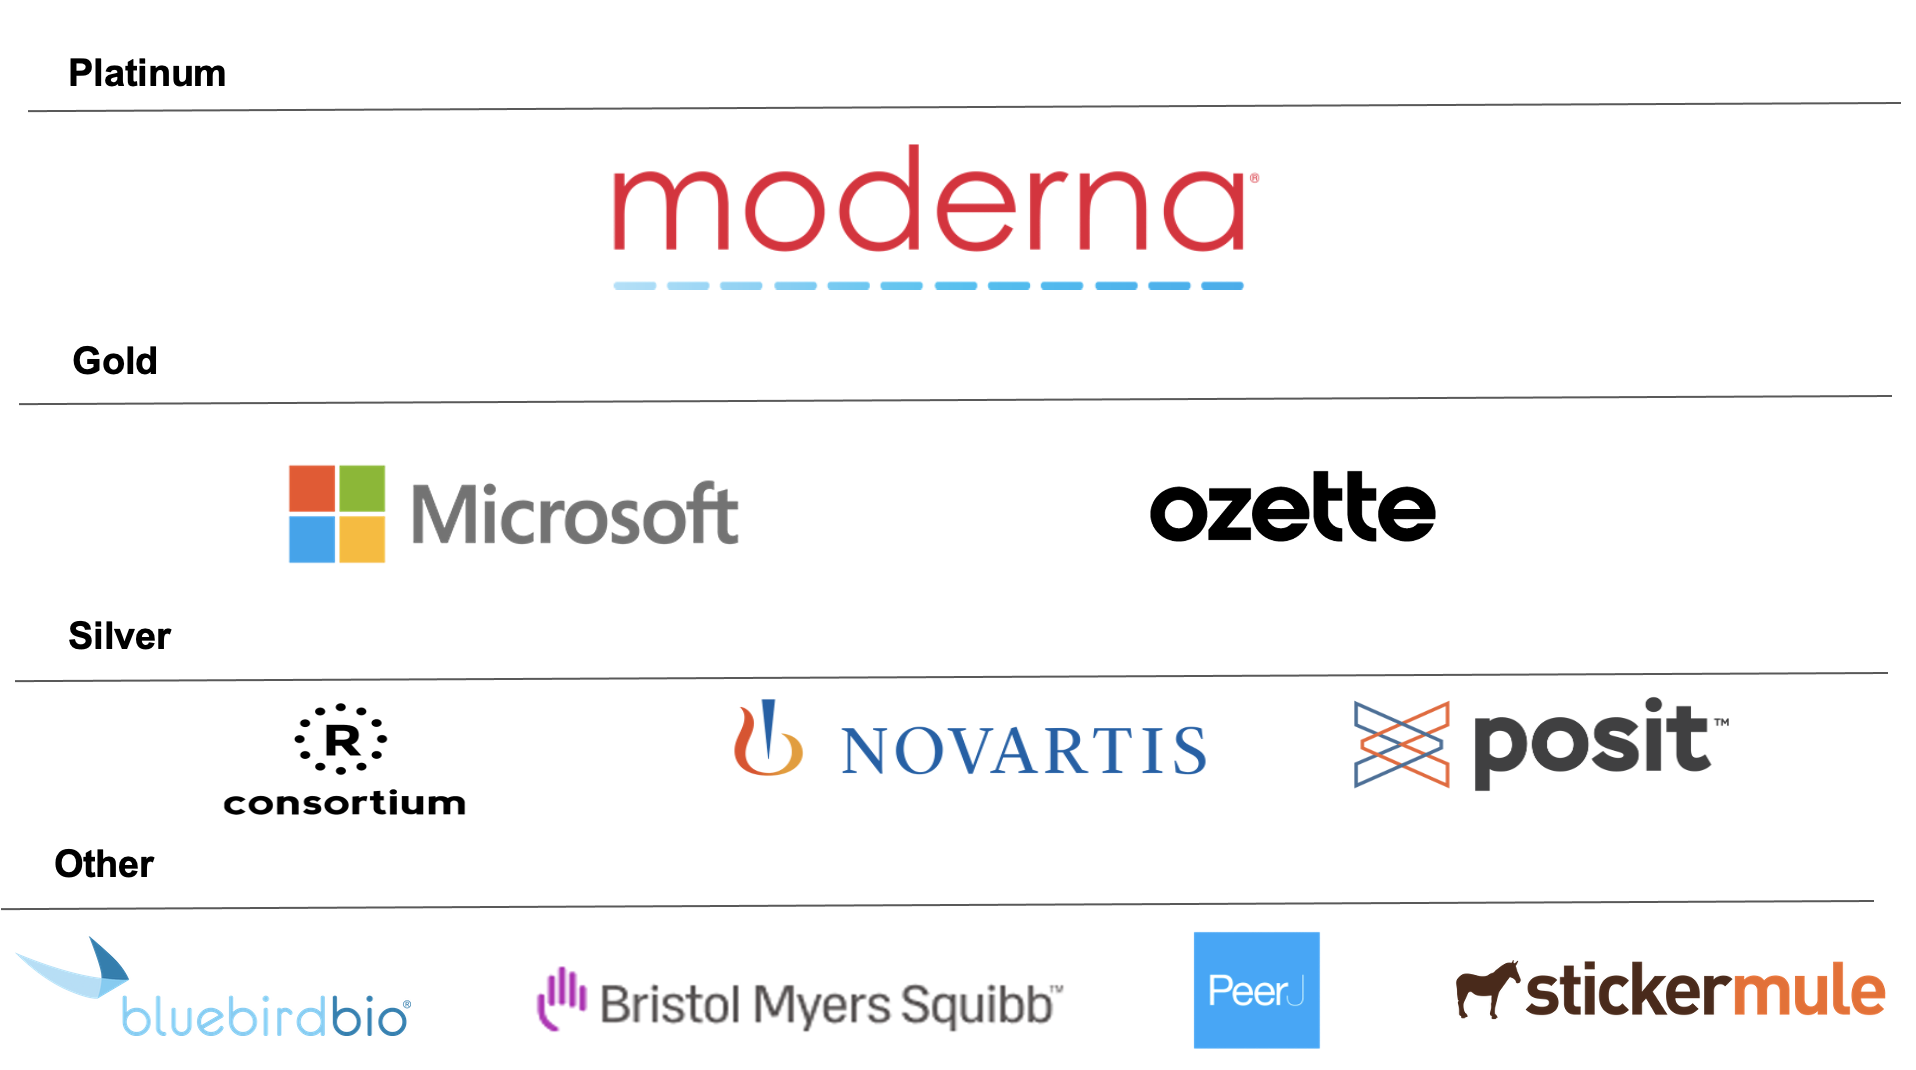 Platinum
moderna®
Gold
Microsoft
ozette
Silver
R
consortium
NOVARTIS
posit™
Other
bluebirdbio®
Bristol Myers Squibb™
PeerJ
stickermule